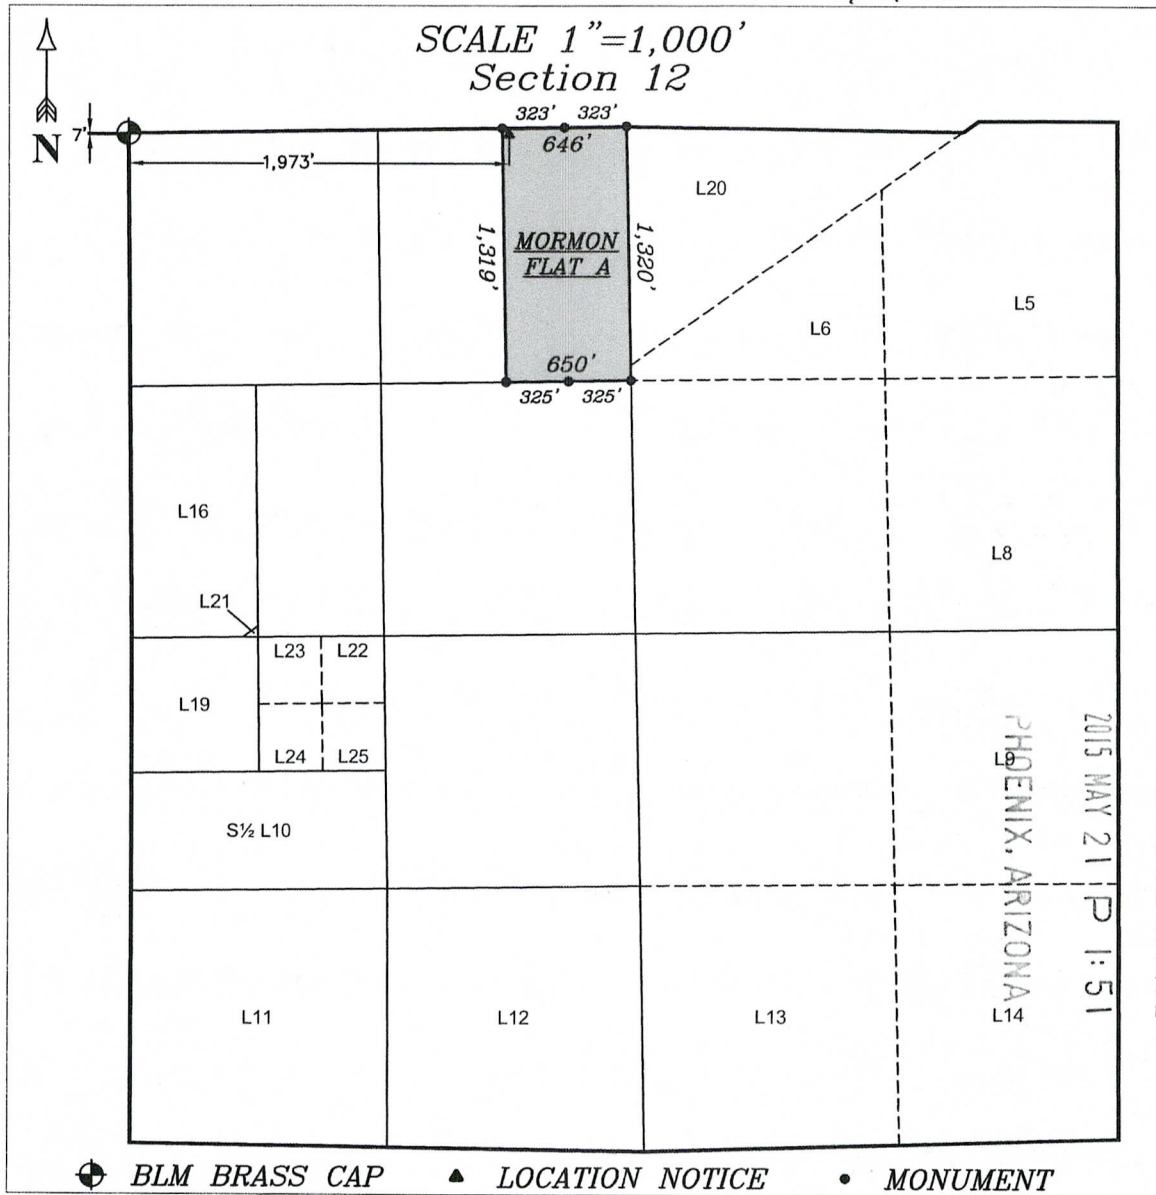 SCALE 1"=1,000'
Section 12
N
7'
323' 323'
646'
1,973'
1,319'
MORMON
FLAT A
1,320'
650'
325' 325'
L20
L5
L6
L16
L8
L21
L23 L22
L19
L24 L25
L9
S½ L10
2015 MAY 21 P 1:51
PHOENIX, ARIZONA
L11
L12
L13
L14
BLM BRASS CAP
LOCATION NOTICE
MONUMENT